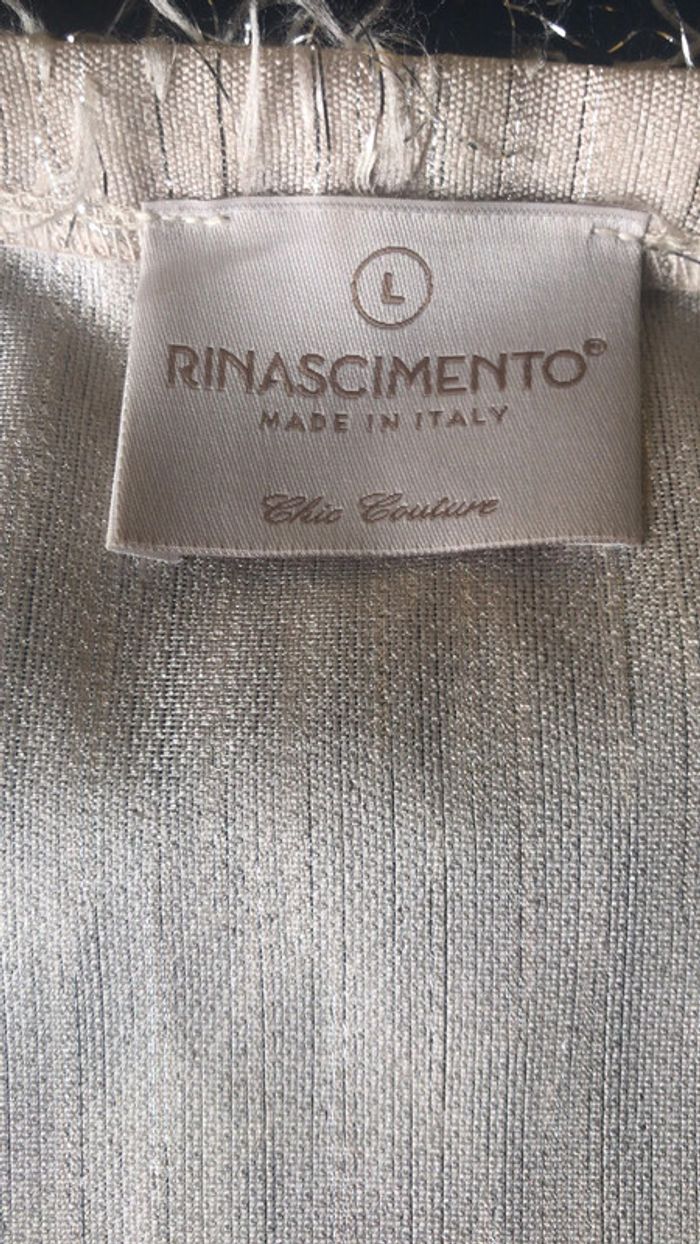 L
RINASCIMENTO®
MADE IN ITALY
Chic Couture